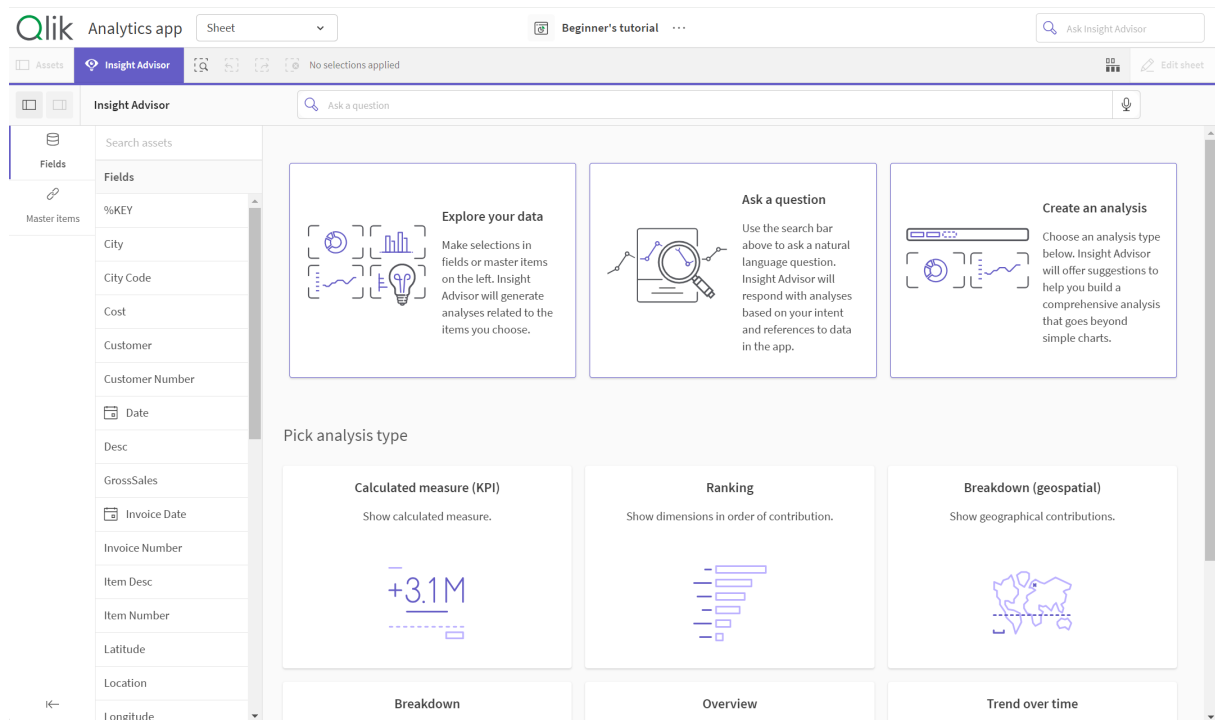 Qlik Analytics app Sheet Beginner's tutorial ··· Ask Insight Advisor
Assets Insight Advisor No selections applied Edit sheet
Insight Advisor Ask a question
Fields
Master items
Search assets
Fields
%KEY
City
City Code
Cost
Customer
Customer Number
Date
Desc
GrossSales
Invoice Date
Invoice Number
Item Desc
Item Number
Latitude
Location
Longitude
Explore your data
Make selections in
fields or master items
on the left. Insight
Advisor will generate
analyses related to the
items you choose.
Ask a question
Use the search bar
above to ask a natural
language question.
Insight Advisor will
respond with analyses
based on your intent
and references to data
in the app.
Create an analysis
Choose an analysis type
below. Insight Advisor
will offer suggestions to
help you build a
comprehensive analysis
that goes beyond
simple charts.
Pick analysis type
Calculated measure (KPI)
Show calculated measure.
+3.1M
Ranking
Show dimensions in order of contribution.
Breakdown (geospatial)
Show geographical contributions.
Breakdown
Overview
Trend over time